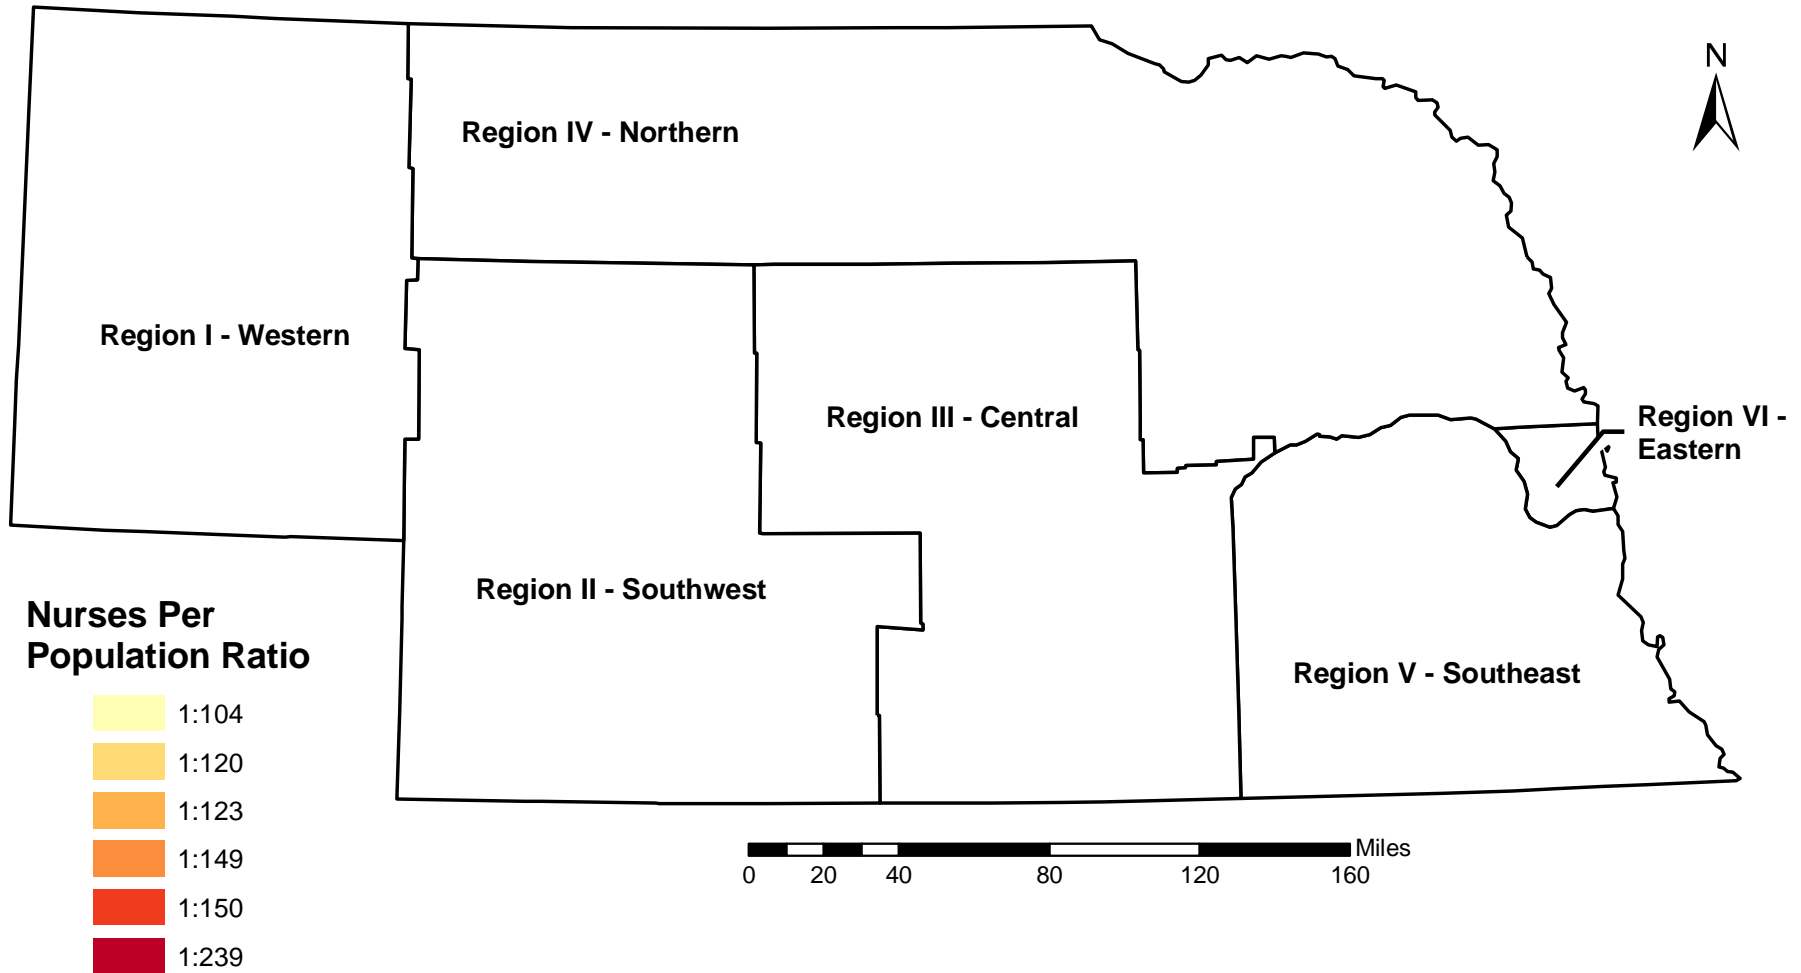 N
Region IV - Northern
Region I - Western
Region III - Central
Region VI -
Eastern
Region II - Southwest
Region V - Southeast
Nurses Per
Population Ratio
1:104
1:120
1:123
1:149
1:150
1:239
Miles
0 20 40 80 120 160